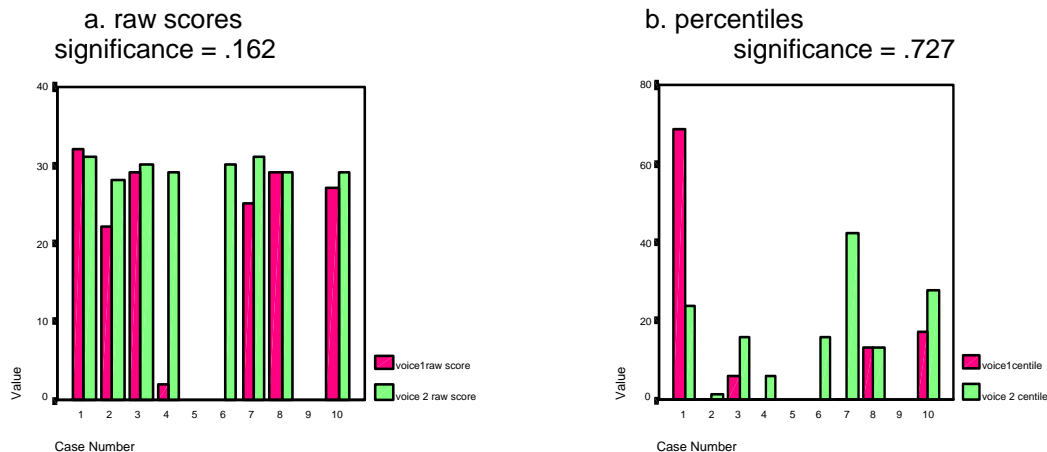 a. raw scores
significance = .162
40
30
20
10
0
Value
1 2 3 4 5 6 7 8 9 10
Case Number
voice1raw score
voice 2 raw score
b. percentiles
significance = .727
80
60
40
20
0
Value
1 2 3 4 5 6 7 8 9 10
Case Number
voice1centile
voice 2 centile